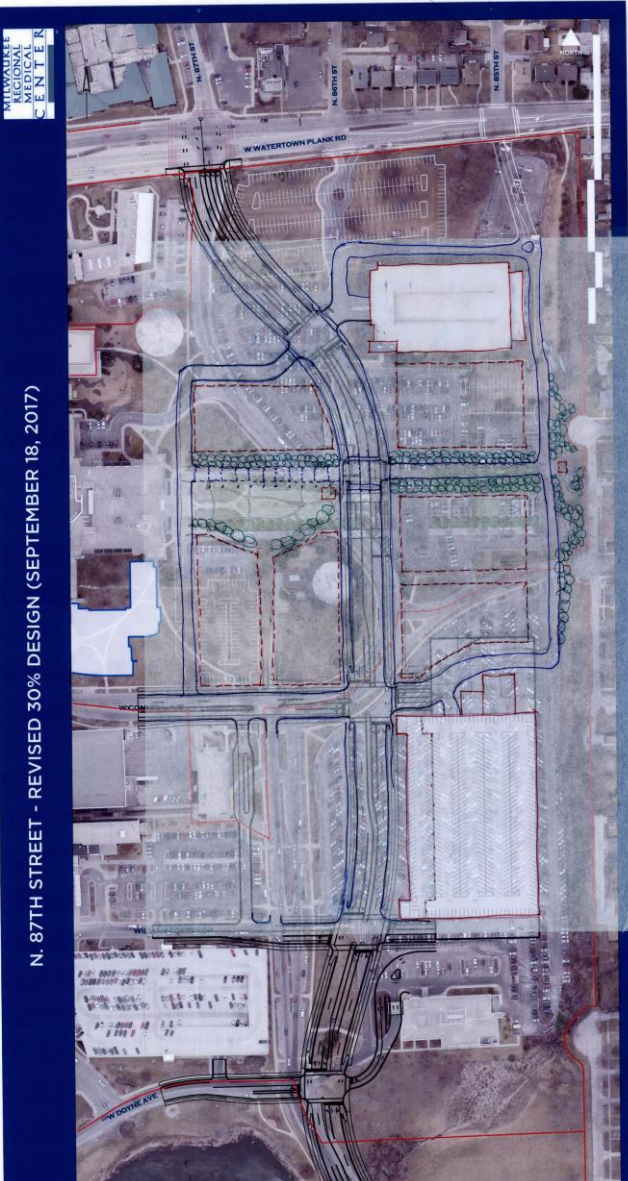 MILWAUKEE
REGIONAL
MEDICAL
CENTER
N. 87TH STREET - REVISED 30% DESIGN (SEPTEMBER 18, 2017)
N. 87TH ST
N. 86TH ST
N. 85TH ST
NORTH
W WATERTOWN PLANK RD
W DOYNE AVE